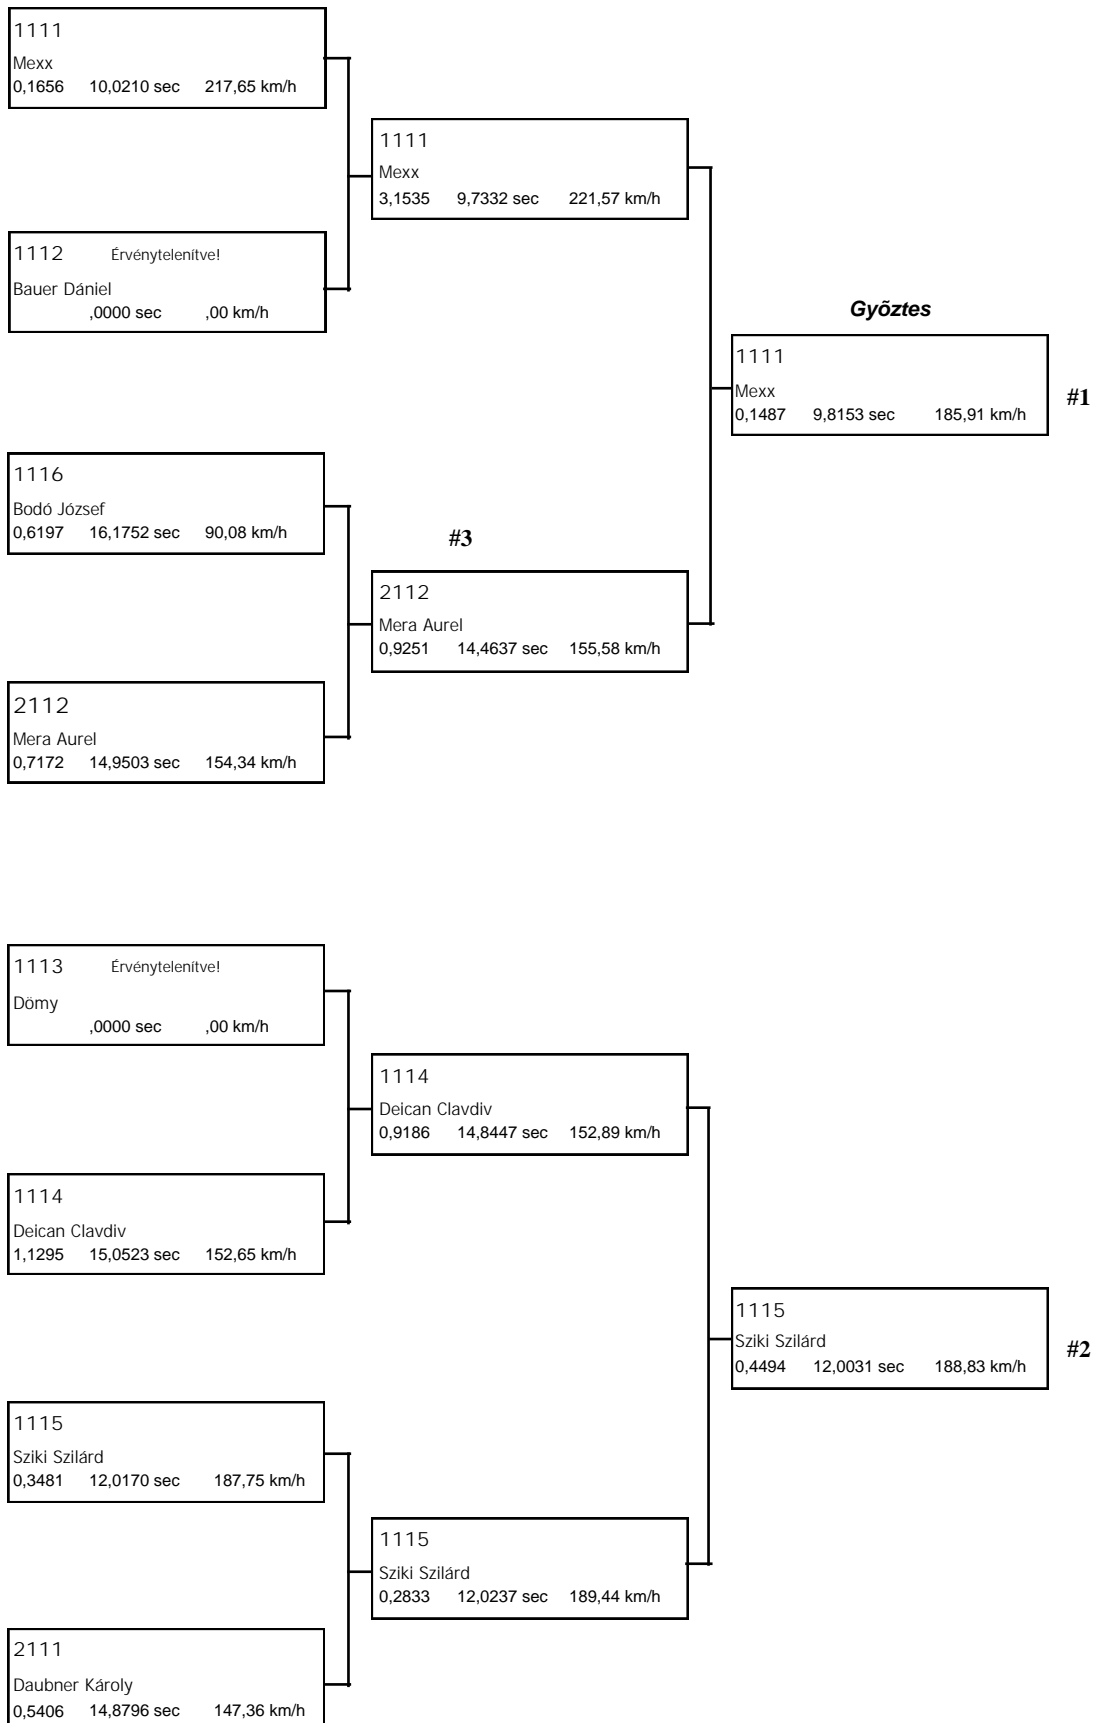 1111
Mexx
0,1656 10,0210 sec 217,65 km/h
1111
Mexx
3,1535 9,7332 sec 221,57 km/h
1112 Érvénytelenítve!
Bauer Dániel
,0000 sec ,00 km/h
Gyõztes
1111
Mexx
0,1487 9,8153 sec 185,91 km/h
#1
1116
Bodó József
0,6197 16,1752 sec 90,08 km/h
#3
2112
Mera Aurel
0,9251 14,4637 sec 155,58 km/h
2112
Mera Aurel
0,7172 14,9503 sec 154,34 km/h
1113 Érvénytelenítve!
Dömy
,0000 sec ,00 km/h
1114
Deican Clavdiv
0,9186 14,8447 sec 152,89 km/h
1114
Deican Clavdiv
1,1295 15,0523 sec 152,65 km/h
1115
Sziki Szilárd
0,4494 12,0031 sec 188,83 km/h
#2
1115
Sziki Szilárd
0,3481 12,0170 sec 187,75 km/h
1115
Sziki Szilárd
0,2833 12,0237 sec 189,44 km/h
2111
Daubner Károly
0,5406 14,8796 sec 147,36 km/h